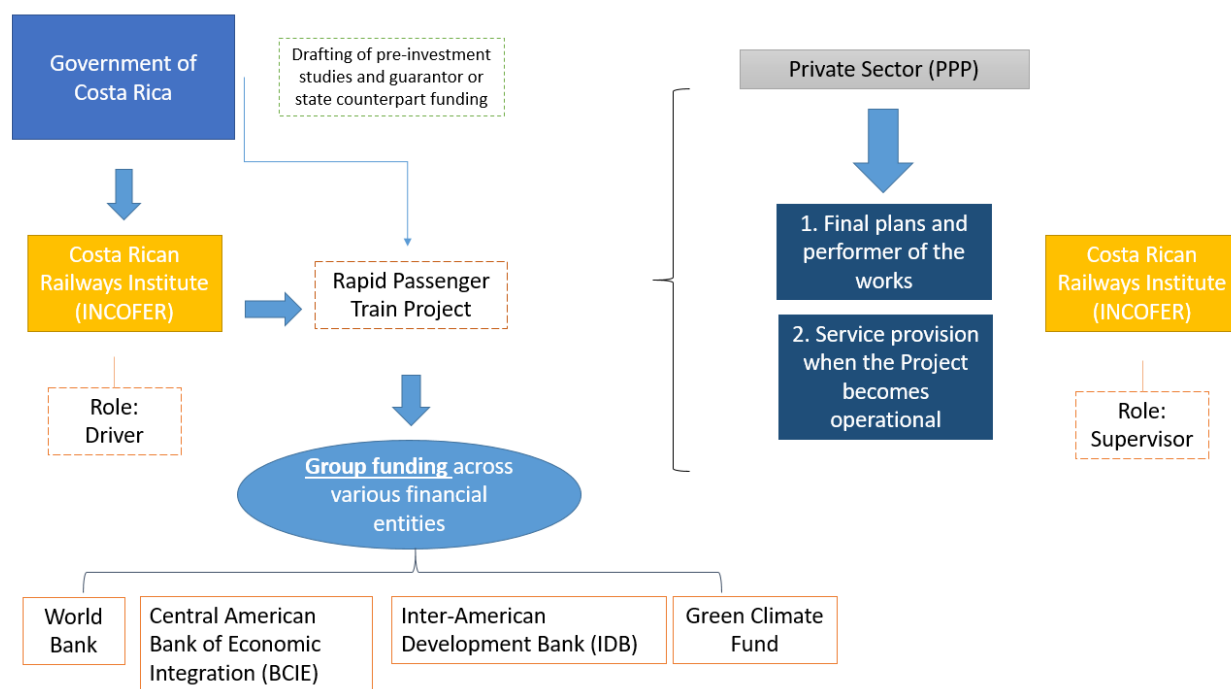 Government of
Costa Rica
Drafting of pre-investment
studies and guarantor or
state counterpart funding
Costa Rican
Railways Institute
(INCOFER)
Rapid Passenger
Train Project
Role:
Driver
Group funding across
various financial
entities
World
Bank
Central American
Bank of Economic
Integration (BCIE)
Inter-American
Development Bank (IDB)
Green Climate
Fund
Private Sector (PPP)
1. Final plans and
performer of the
works
2. Service provision
when the Project
becomes
operational
Costa Rican
Railways Institute
(INCOFER)
Role:
Supervisor